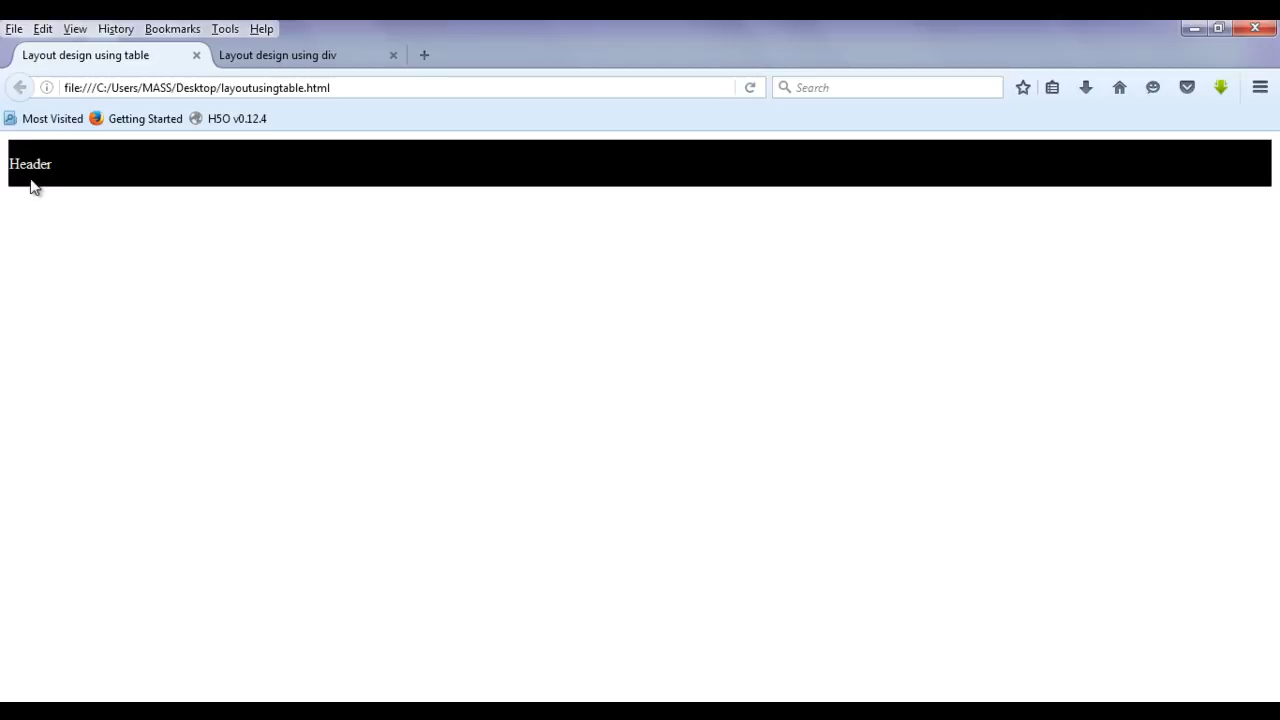 File Edit View History Bookmarks Tools Help
Layout design using table Layout design using div
file:///C:/Users/MASS/Desktop/layoutusingtable.html Search
Most Visited Getting Started H5O v0.12.4
Header